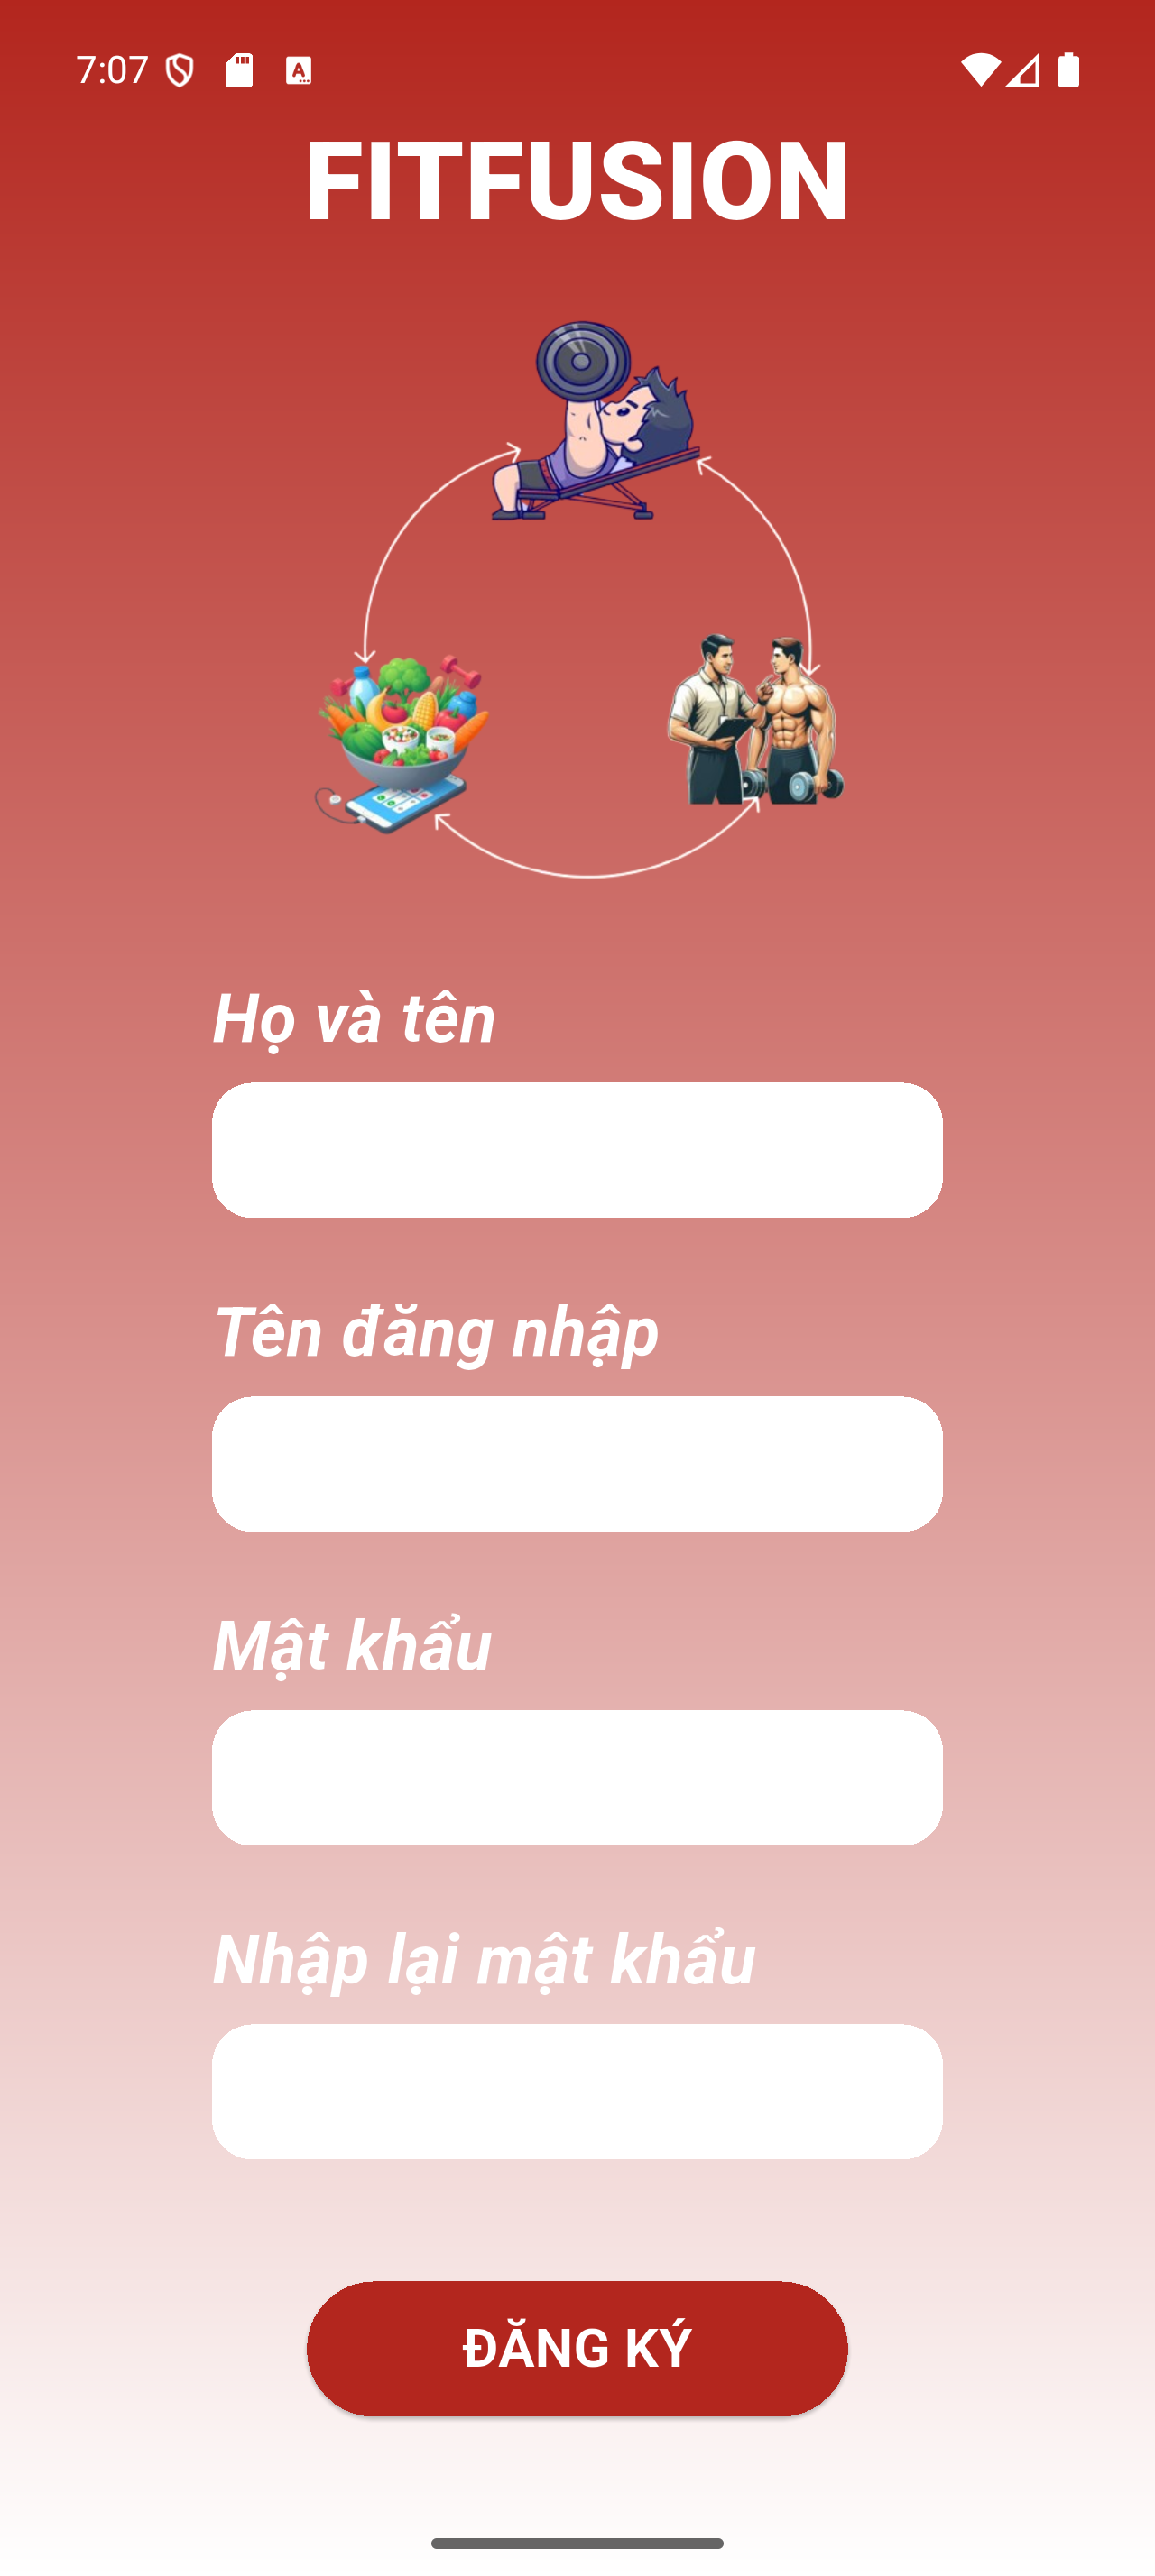 7:07
FITFUSION
Họ và tên
Tên đăng nhập
Mật khẩu
Nhập lại mật khẩu
ĐĂNG KÝ